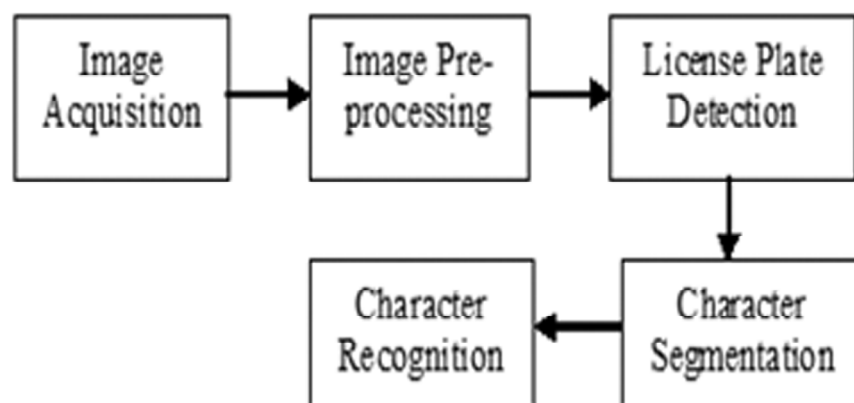 Image
Acquisition
Image Pre-
processing
License Plate
Detection
Character
Segmentation
Character
Recognition